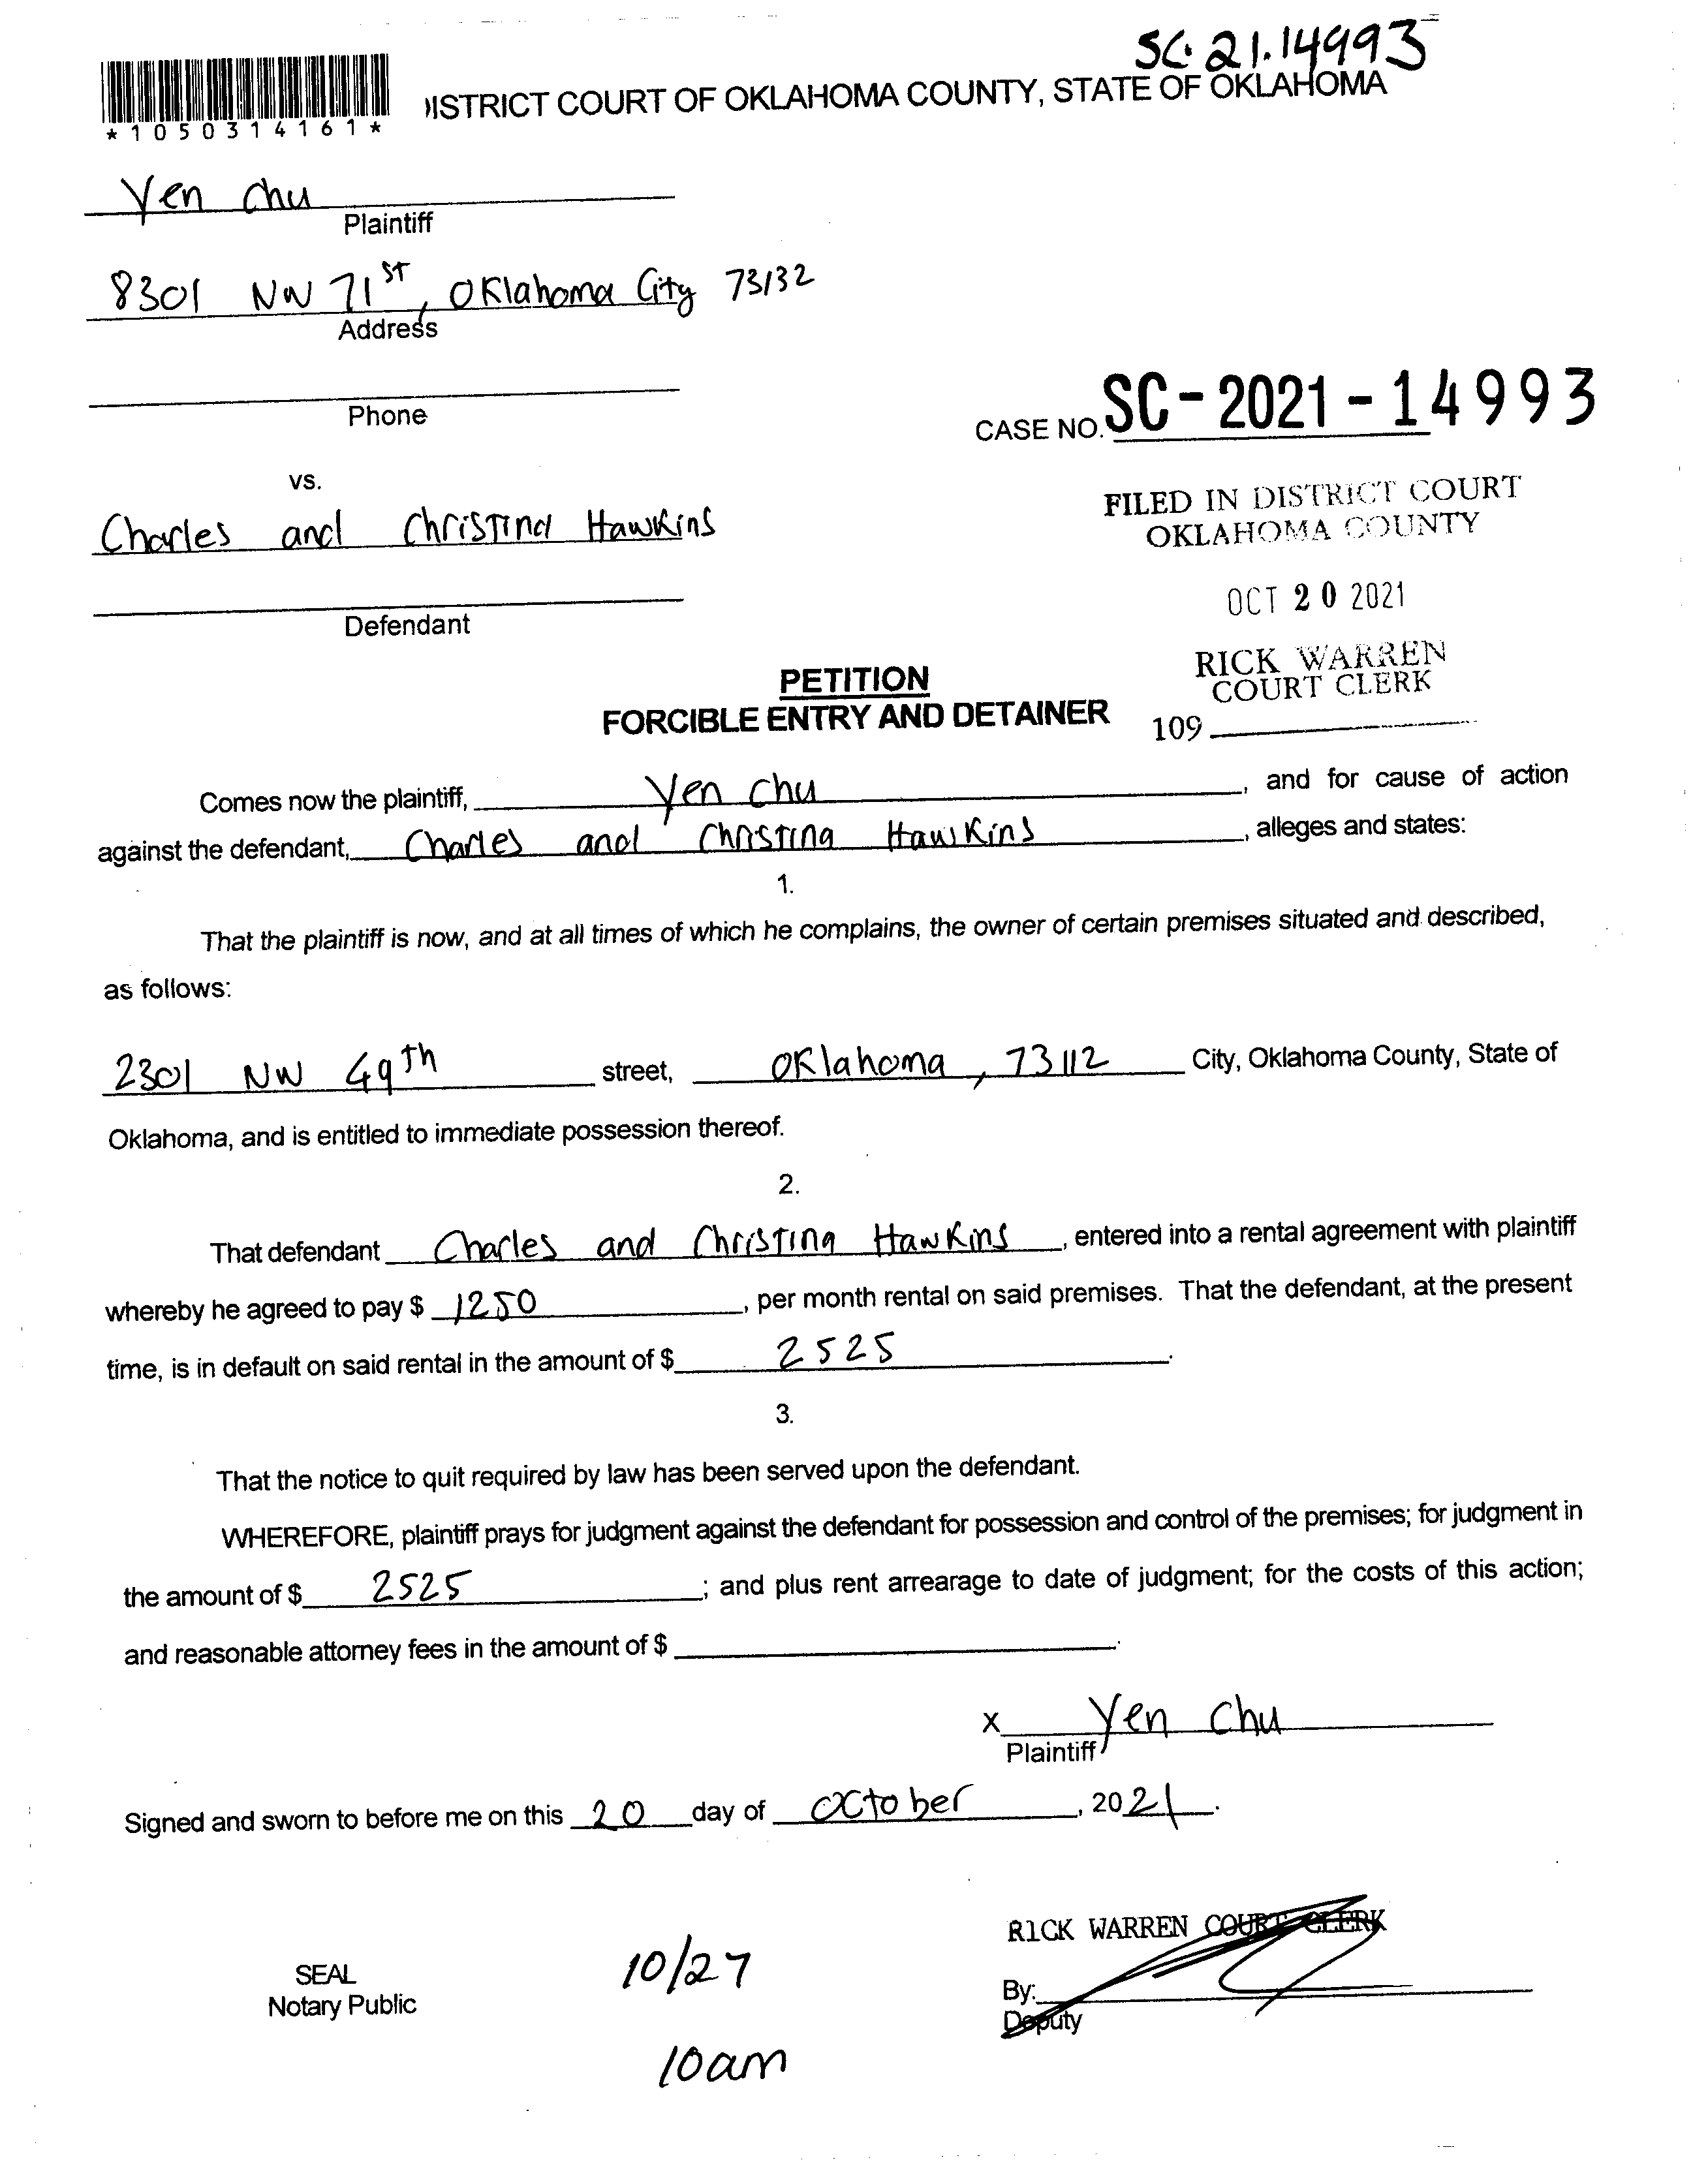 SC. 21.14993
*1050314161*
DISTRICT COURT OF OKLAHOMA COUNTY, STATE OF OKLAHOMA
Yen Chu
Plaintiff
8301 NW 71ST, Oklahoma City 73132
Address
Phone
CASE NO. SC-2021-14993
vs.
Charles and Christina Hawkins
Defendant
FILED IN DISTRICT COURT
OKLAHOMA COUNTY
OCT 20 2021
RICK WARREN
COURT CLERK
109
PETITION
FORCIBLE ENTRY AND DETAINER
Comes now the plaintiff, Yen Chu, and for cause of action
against the defendant, Charles and Christina Hawkins, alleges and states:
1.
That the plaintiff is now, and at all times of which he complains, the owner of certain premises situated and described,
as follows:
2301 NW 49Th street, Oklahoma, 73112 City, Oklahoma County, State of
Oklahoma, and is entitled to immediate possession thereof.
2.
That defendant Charles and Christina Hawkins, entered into a rental agreement with plaintiff
whereby he agreed to pay $ 1250, per month rental on said premises. That the defendant, at the present
time, is in default on said rental in the amount of $ 2525.
3.
That the notice to quit required by law has been served upon the defendant.
WHEREFORE, plaintiff prays for judgment against the defendant for possession and control of the premises; for judgment in
the amount of $ 2525; and plus rent arrearage to date of judgment; for the costs of this action;
and reasonable attorney fees in the amount of $ .
x Yen Chu
Plaintiff
Signed and sworn to before me on this 20 day of October, 2021.
RICK WARREN COURT CLERK
SEAL
Notary Public
10/27
10am
By:
Deputy